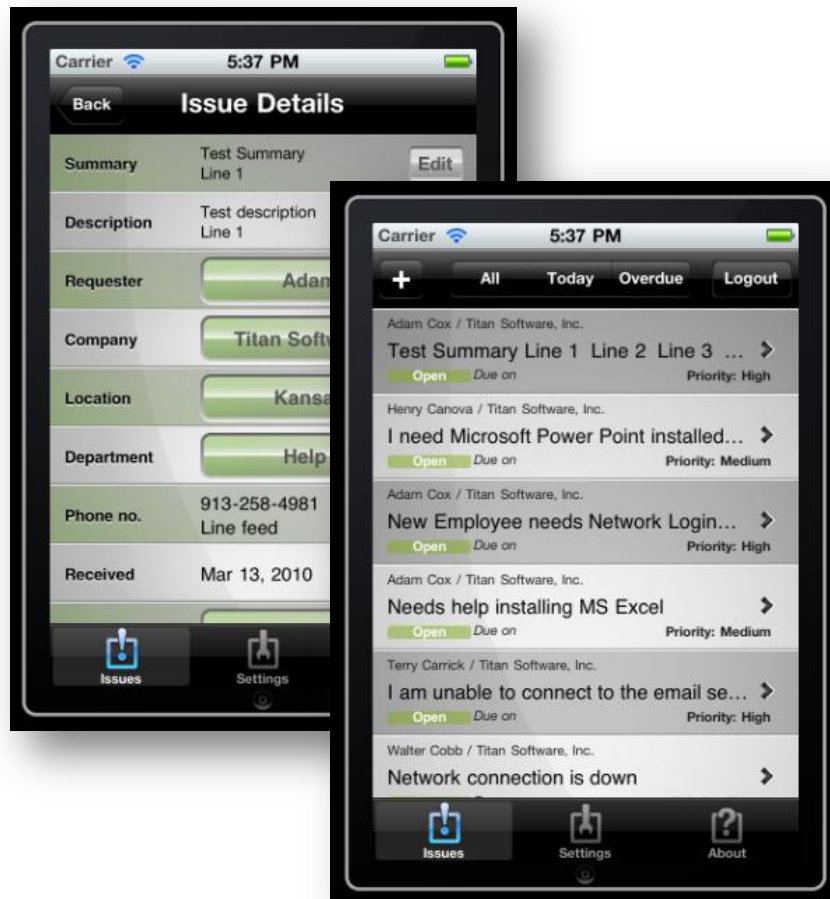 Carrier 5:37 PM
Back Issue Details
Summary Test Summary
Line 1
Edit
Description Test description
Line 1
Requester Adam
Company Titan Softw
Location Kansa
Department Help
Phone no. 913-258-4981
Line feed
Received Mar 13, 2010
Issues Settings
Carrier 5:37 PM
+ All Today Overdue Logout
Adam Cox / Titan Software, Inc.
Test Summary Line 1 Line 2 Line 3 ...
Open Due on Priority: High
Henry Canova / Titan Software, Inc.
I need Microsoft Power Point installed...
Open Due on Priority: Medium
Adam Cox / Titan Software, Inc.
New Employee needs Network Login...
Open Due on Priority: High
Adam Cox / Titan Software, Inc.
Needs help installing MS Excel
Open Due on Priority: Medium
Terry Carrick / Titan Software, Inc.
I am unable to connect to the email se...
Open Due on Priority: High
Walter Cobb / Titan Software, Inc.
Network connection is down
Issues Settings About